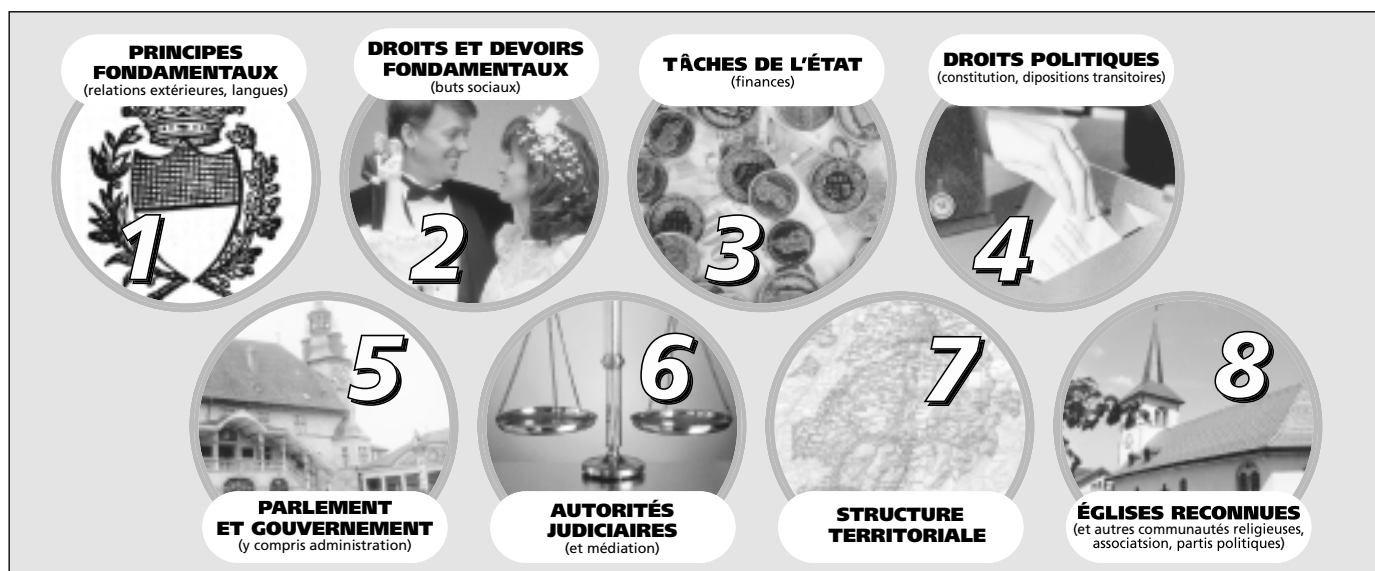 PRINCIPES
FONDAMENTAUX
(relations extérieures, langues)
1
DROITS ET DEVOIRS
FONDAMENTAUX
(buts sociaux)
2
TÂCHES DE L’ÉTAT
(finances)
3
DROITS POLITIQUES
(constitution, dipositions transitoires)
4
5
PARLEMENT
ET GOUVERNEMENT
(y compris administration)
6
AUTORITÉS
JUDICIAIRES
(et médiation)
7
STRUCTURE
TERRITORIALE
8
ÉGLISES RECONNUES
(et autres communautés religieuses,
associatsion, partis politiques)